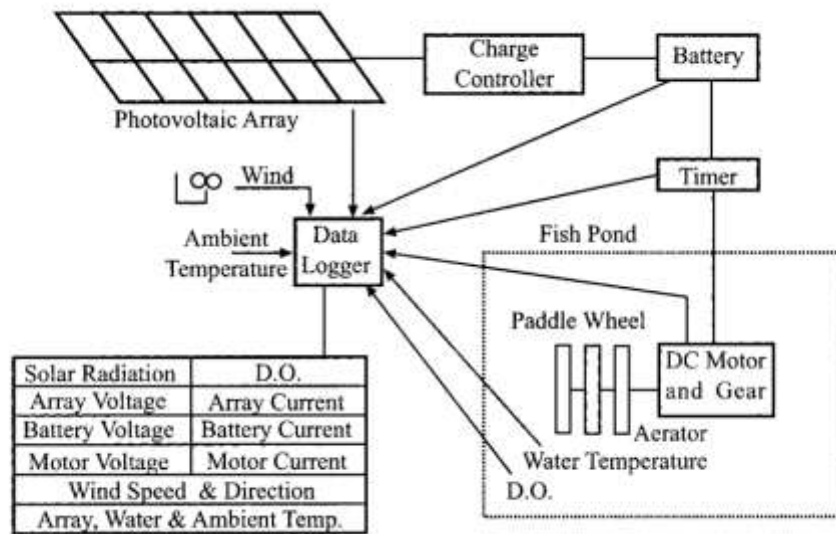 Charge
Controller
Battery
Photovoltaic Array
Wind
Timer
Ambient
Temperature
Data
Logger
Fish Pond
Paddle Wheel
DC Motor
and Gear
Aerator
Water Temperature
D.O.
Solar Radiation D.O.
Array Voltage Array Current
Battery Voltage Battery Current
Motor Voltage Motor Current
Wind Speed & Direction
Array, Water & Ambient Temp.